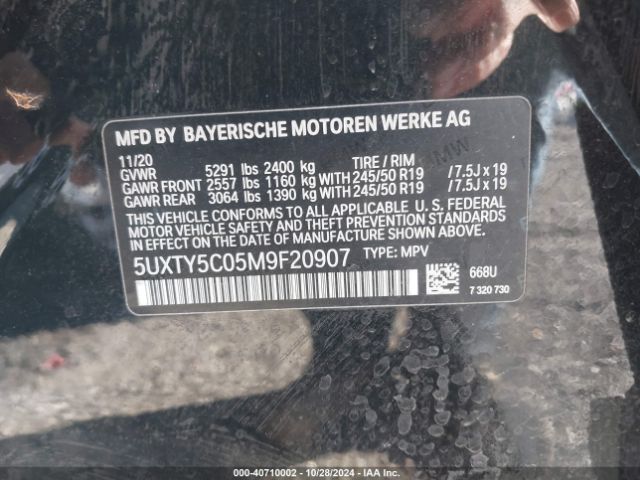 MFD BY BAYERISCHE MOTOREN WERKE AG
11/20
GVWR 5291 lbs 2400 kg TIRE / RIM
GAWR FRONT 2557 lbs 1160 kg WITH 245/50 R19 / 7.5J x 19
GAWR REAR 3064 lbs 1390 kg WITH 245/50 R19 / 7.5J x 19
THIS VEHICLE CONFORMS TO ALL APPLICABLE U. S. FEDERAL
MOTOR VEHICLE SAFETY, BUMPER, AND THEFT PREVENTION STANDARDS
IN EFFECT ON THE DATE OF MANUFACTURE SHOWN ABOVE.
5UXTY5C05M9F20907 TYPE: MPV
668U
7 320 730
000-40710002 - 10/28/2024 - IAA Inc.